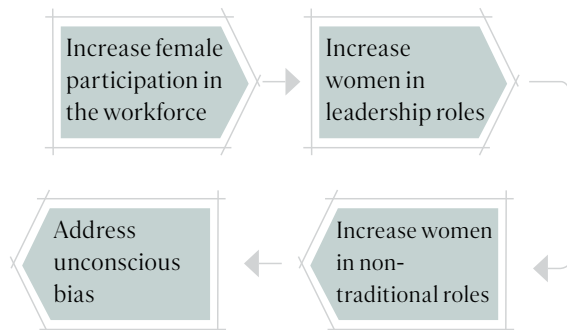 Increase female
participation in
the workforce
Increase
women in
leadership roles
Increase women
in non-
traditional roles
Address
unconscious
bias